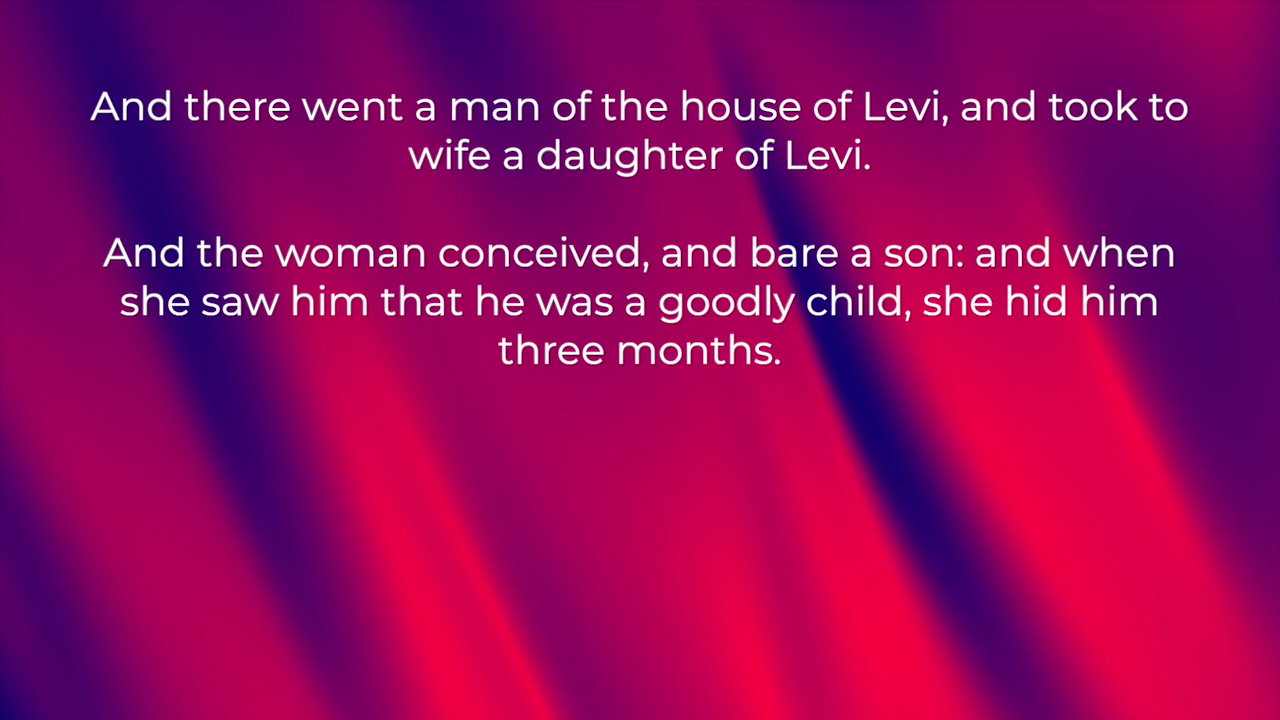 And there went a man of the house of Levi, and took to
wife a daughter of Levi.
And the woman conceived, and bare a son: and when
she saw him that he was a goodly child, she hid him
three months.